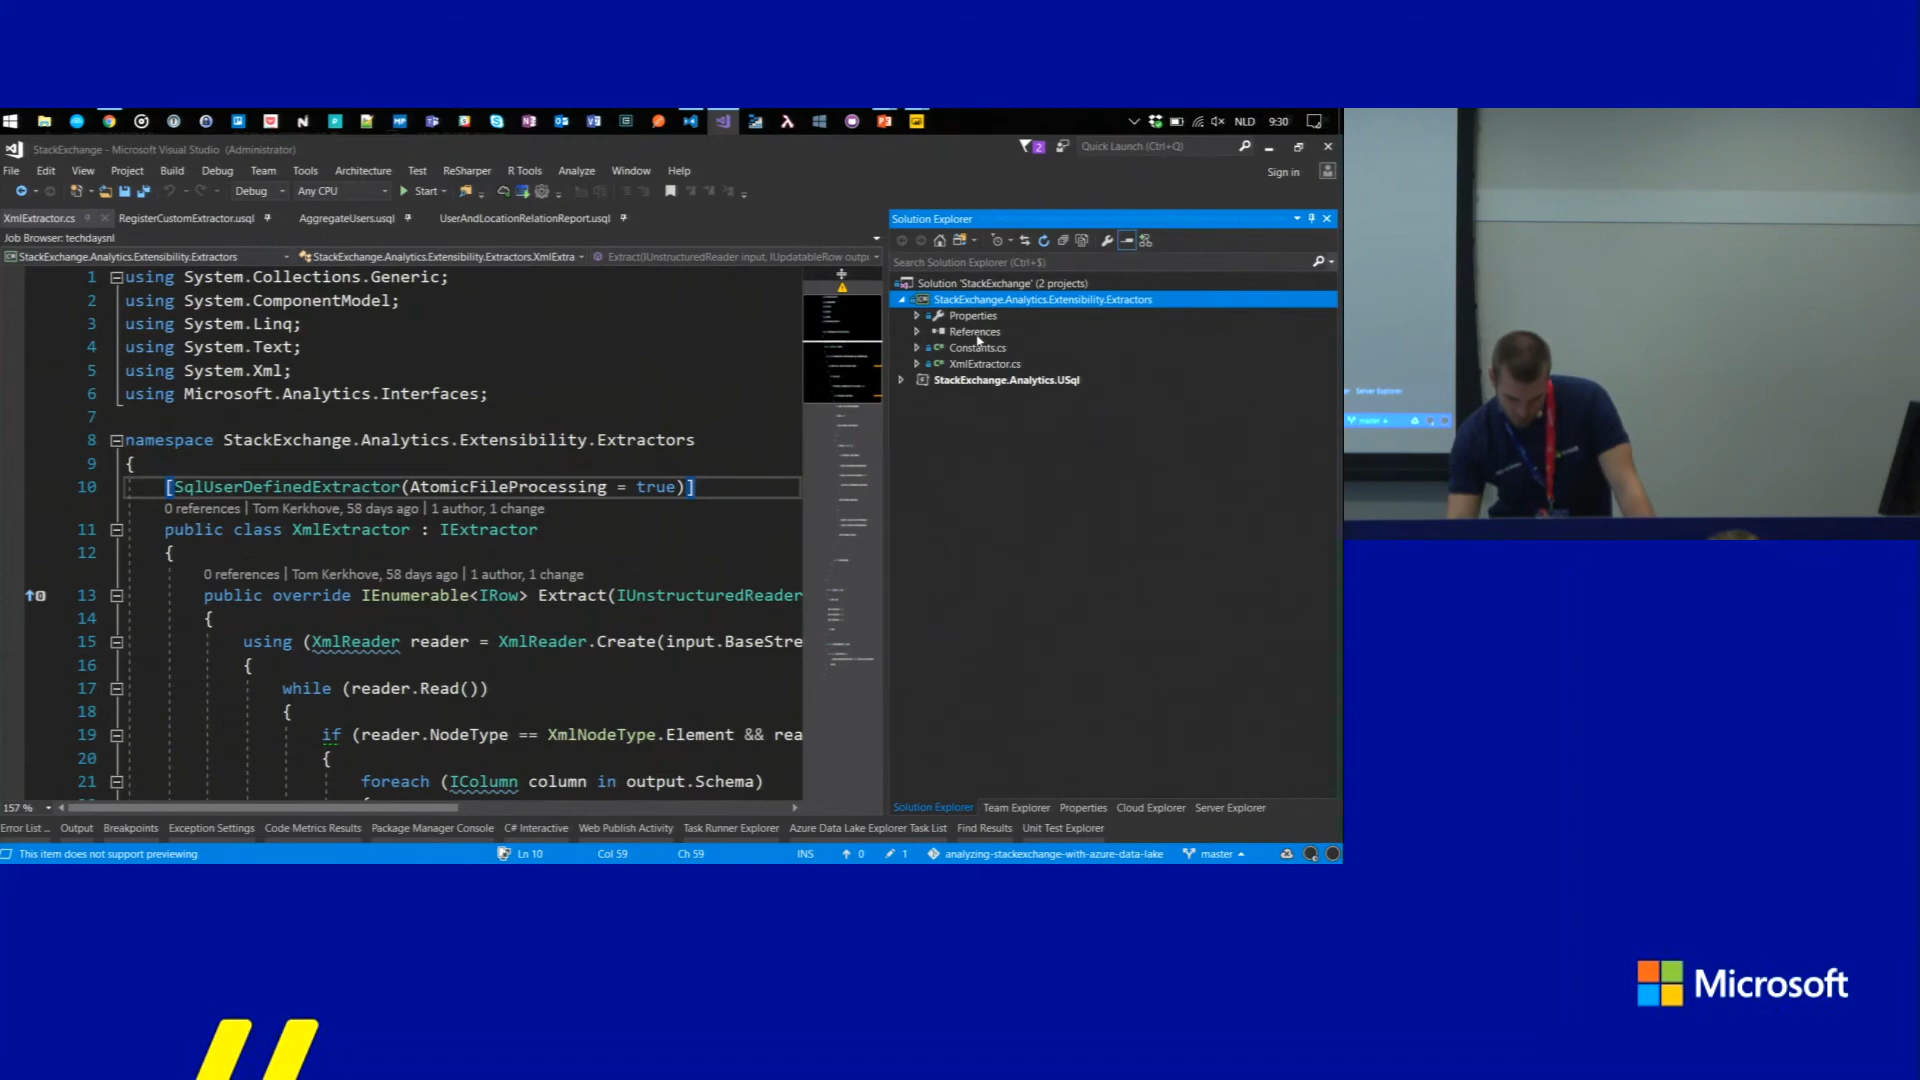 NLD 9:30
StackExchange - Microsoft Visual Studio (Administrator)
2 Quick Launch (Ctrl+Q)
File Edit View Project Build Debug Team Tools Architecture Test ReSharper R Tools Analyze Window Help
Sign in
Debug Any CPU Start
XmlExtractor.cs RegisterCustomExtractor.usql AggregateUsers.usql UserAndLocationRelationReport.usql
Job Browser: techdaysnl
StackExchange.Analytics.Extensibility.Extractors StackExchange.Analytics.Extensibility.Extractors.XmlExtra Extract(IUnstructuredReader input, IUpdatableRow outpu
1 using System.Collections.Generic;
2 using System.ComponentModel;
3 using System.Linq;
4 using System.Text;
5 using System.Xml;
6 using Microsoft.Analytics.Interfaces;
7
8 namespace StackExchange.Analytics.Extensibility.Extractors
9 {
10 [SqlUserDefinedExtractor(AtomicFileProcessing = true)]
0 references | Tom Kerkhove, 58 days ago | 1 author, 1 change
11 public class XmlExtractor : IExtractor
12 {
0 references | Tom Kerkhove, 58 days ago | 1 author, 1 change
13 public override IEnumerable<IRow> Extract(IUnstructuredReader
14 {
15 using (XmlReader reader = XmlReader.Create(input.BaseStre
16 {
17 while (reader.Read())
18 {
19 if (reader.NodeType == XmlNodeType.Element && rea
20 {
21 foreach (IColumn column in output.Schema)
157 %
Solution Explorer
Search Solution Explorer (Ctrl+$)
Solution 'StackExchange' (2 projects)
StackExchange.Analytics.Extensibility.Extractors
Properties
References
Constants.cs
XmlExtractor.cs
StackExchange.Analytics.USql
Solution Explorer Team Explorer Properties Cloud Explorer Server Explorer
Error List ... Output Breakpoints Exception Settings Code Metrics Results Package Manager Console C# Interactive Web Publish Activity Task Runner Explorer Azure Data Lake Explorer Task List Find Results Unit Test Explorer
This item does not support previewing Ln 10 Col 59 Ch 59 INS 0 1 analyzing-stackexchange-with-azure-data-lake master
Server Explorer
master
Microsoft